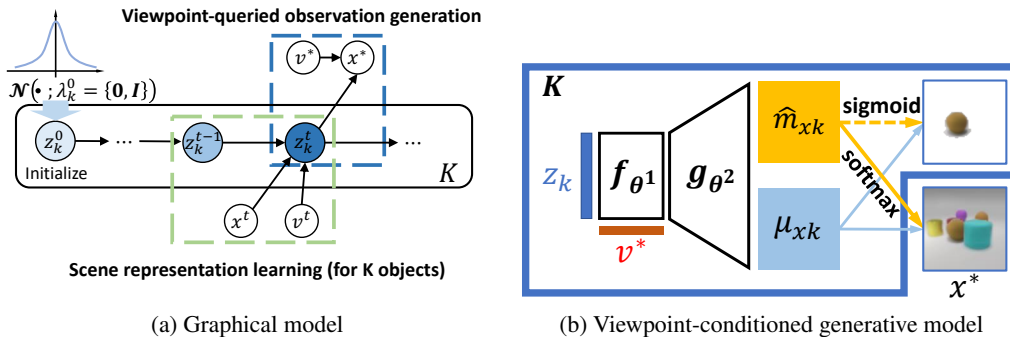 Viewpoint-queried observation generation
𝓝(• ; λ_k^0 = {𝟎, 𝑰})
v* x*
z_k^0 ... z_k^{t-1} z_k^t ...
Initialize
K
x^t v^t
Scene representation learning (for K objects)
(a) Graphical model
K
z_k
f_{θ^1} g_{θ^2}
v*
m̂_{xk}
μ_{xk}
sigmoid
softmax
x*
(b) Viewpoint-conditioned generative model